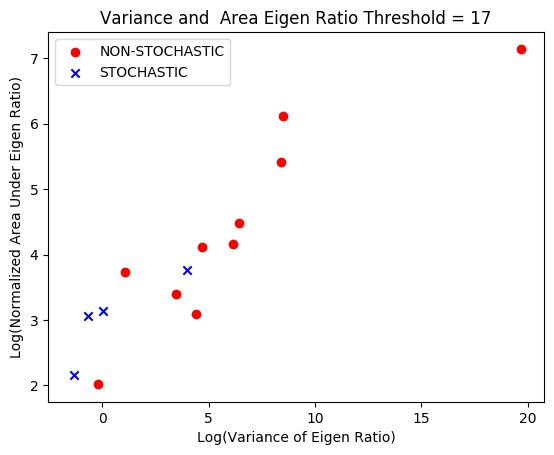 Variance and  Area Eigen Ratio Threshold = 17
NON-STOCHASTIC
STOCHASTIC
Log(Normalized Area Under Eigen Ratio)
7
6
5
4
3
2
0
5
10
15
20
Log(Variance of Eigen Ratio)